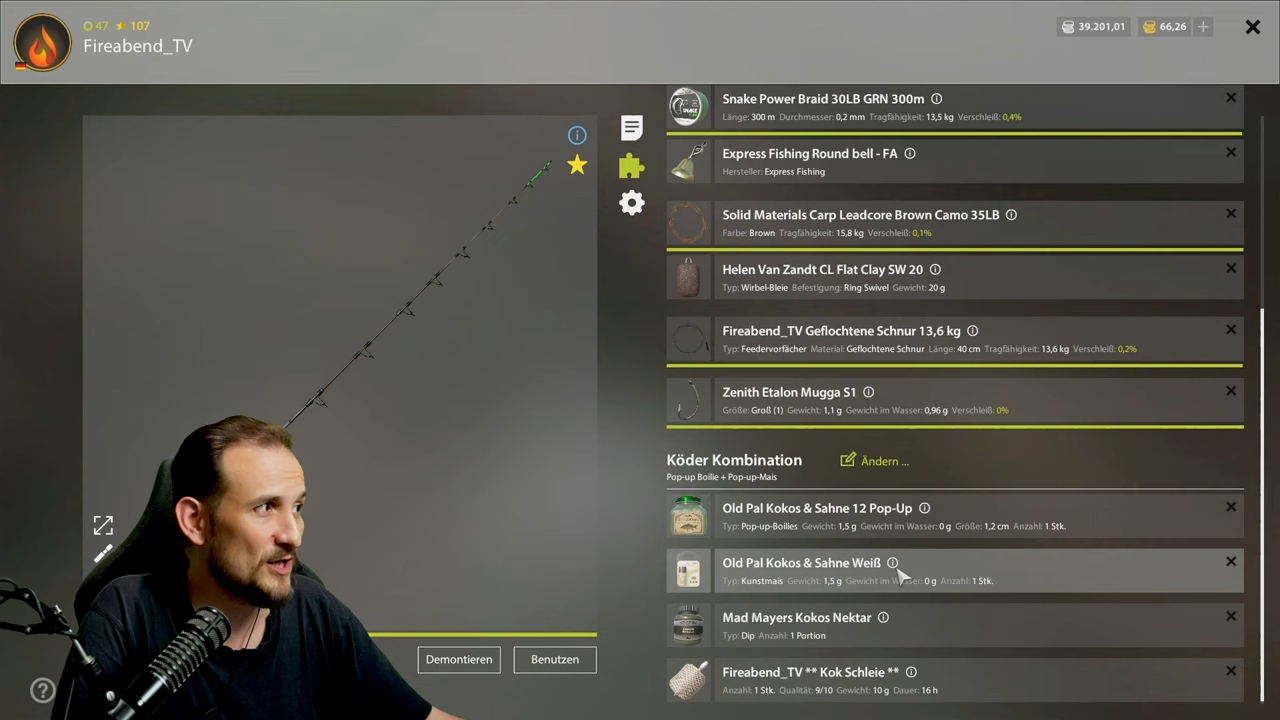 47 107
Fireabend_TV
39.201,01
66,26
Snake Power Braid 30LB GRN 300m
Länge: 300 m Durchmesser: 0,2 mm Tragfähigkeit: 13,5 kg Verschleiß: 0,4%
Express Fishing Round bell - FA
Hersteller: Express Fishing
Solid Materials Carp Leadcore Brown Camo 35LB
Farbe: Brown Tragfähigkeit: 15,8 kg Verschleiß: 0,1%
Helen Van Zandt CL Flat Clay SW 20
Typ: Wirbel-Bleie Befestigung: Ring Swivel Gewicht: 20 g
Fireabend_TV Geflochtene Schnur 13,6 kg
Typ: Feedervorfächer Material: Geflochtene Schnur Länge: 40 cm Tragfähigkeit: 13,6 kg Verschleiß: 0,2%
Zenith Etalon Mugga S1
Größe: Groß (1) Gewicht: 1,1 g Gewicht im Wasser: 0,96 g Verschleiß: 0%
Köder Kombination
Ändern ...
Pop-up Boilie + Pop-up-Mais
Old Pal Kokos & Sahne 12 Pop-Up
Typ: Pop-up-Boilies Gewicht: 1,5 g Gewicht im Wasser: 0 g Größe: 1,2 cm Anzahl: 1 Stk.
Old Pal Kokos & Sahne Weiß
Typ: Kunstmais Gewicht: 1,5 g Gewicht im Wasser: 0 g Anzahl: 1 Stk.
Mad Mayers Kokos Nektar
Typ: Dip Anzahl: 1 Portion
Fireabend_TV ** Kok Schleie **
Anzahl: 1 Stk. Qualität: 9/10 Gewicht: 10 g Dauer: 16 h
Demontieren
Benutzen